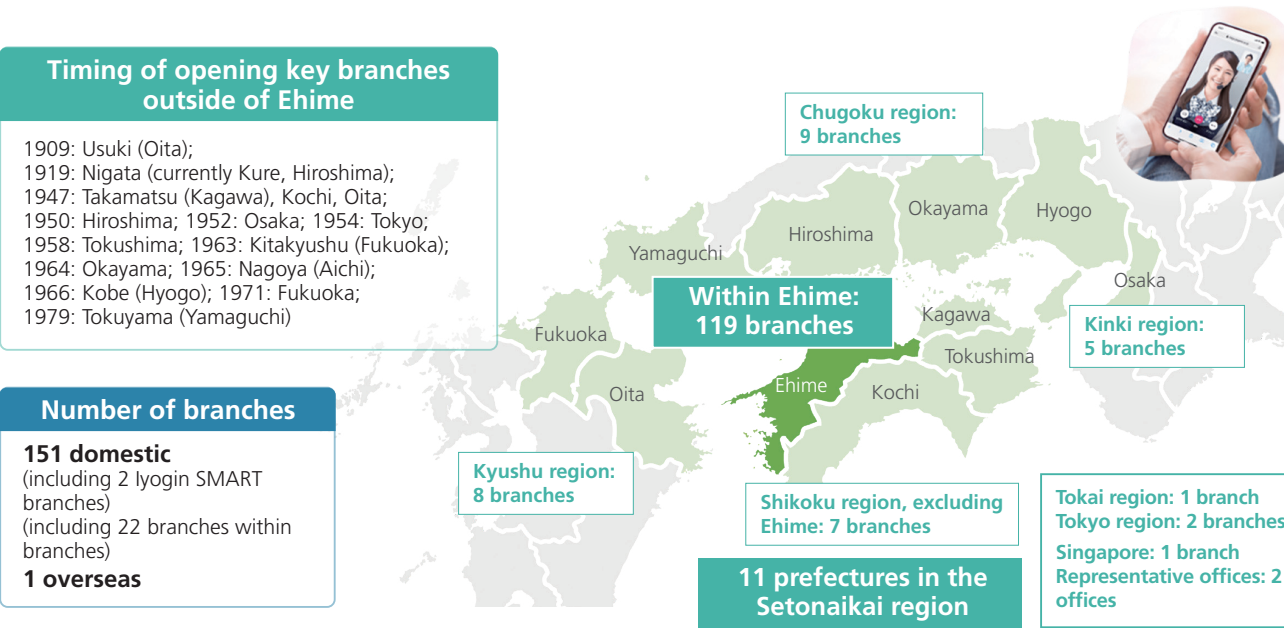 Timing of opening key branches
outside of Ehime
1909: Usuki (Oita);
1919: Nigata (currently Kure, Hiroshima);
1947: Takamatsu (Kagawa), Kochi, Oita;
1950: Hiroshima; 1952: Osaka; 1954: Tokyo;
1958: Tokushima; 1963: Kitakyushu (Fukuoka);
1964: Okayama; 1965: Nagoya (Aichi);
1966: Kobe (Hyogo); 1971: Fukuoka;
1979: Tokuyama (Yamaguchi)
Number of branches
151 domestic
(including 2 Iyogin SMART
branches)
(including 22 branches within
branches)
1 overseas
Chugoku region:
9 branches
Okayama
Hyogo
Hiroshima
Yamaguchi
Osaka
Within Ehime:
119 branches
Kagawa
Kinki region:
5 branches
Fukuoka
Tokushima
Ehime
Kochi
Oita
Kyushu region:
8 branches
Shikoku region, excluding
Ehime: 7 branches
11 prefectures in the
Setonaikai region
Tokai region: 1 branch
Tokyo region: 2 branches
Singapore: 1 branch
Representative offices: 2
offices